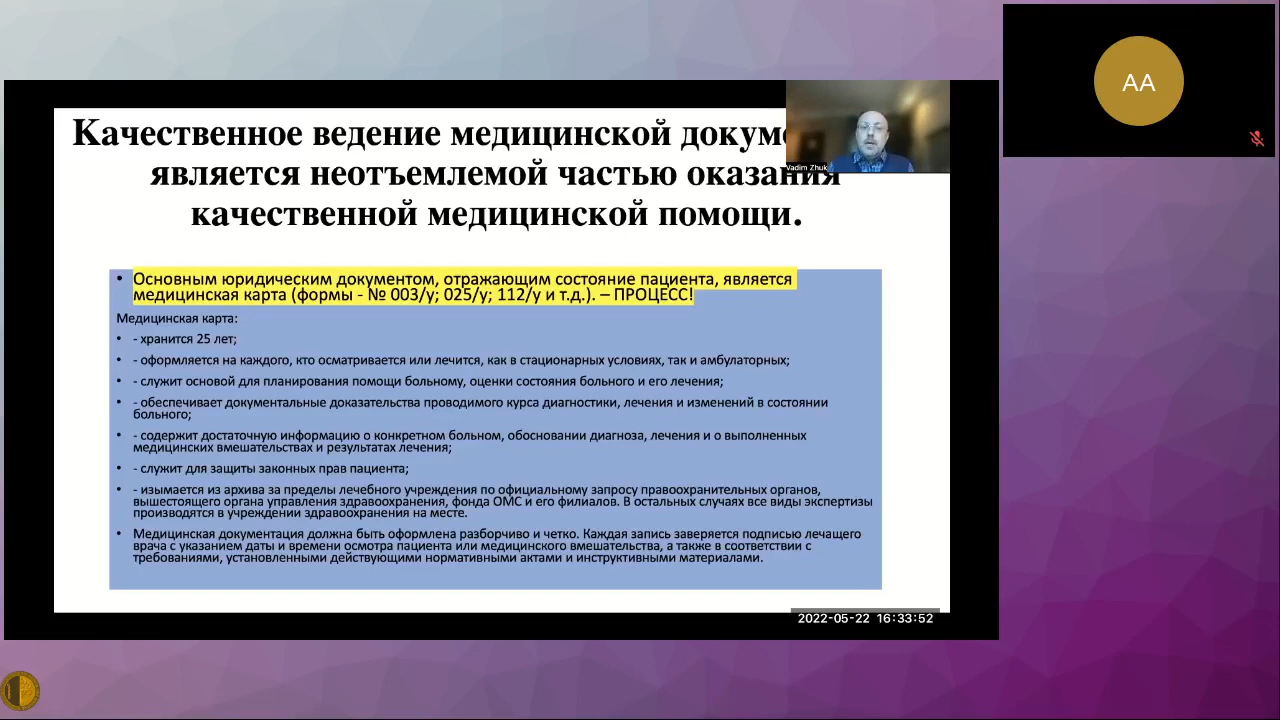 Качественное ведение медицинской
является неотъемлемой частью оказания
качественной медицинской помощи.
• Основным юридическим документом, отражающим состояние пациента, является
медицинская карта (формы - № 003/у; 025/у; 112/у и т.д.). – ПРОЦЕСС!
Медицинская карта:
• - хранится 25 лет;
• - оформляется на каждого, кто осматривается или лечится, как в стационарных условиях, так и амбулаторных;
• - служит основой для планирования помощи больному, оценки состояния больного и его лечения;
• - обеспечивает документальные доказательства проводимого курса диагностики, лечения и изменений в состоянии
больного;
• - содержит достаточную информацию о конкретном больном, обосновании диагноза, лечения и о выполненных
медицинских вмешательствах и результатах лечения;
• - служит для защиты законных прав пациента;
• - изымается из архива за пределы лечебного учреждения по официальному запросу правоохранительных органов,
вышестоящего органа управления здравоохранения, фонда ОМС и его филиалов. В остальных случаях все виды экспертизы
производятся в учреждении здравоохранения на месте.
• Медицинская документация должна быть оформлена разборчиво и четко. Каждая запись заверяется подписью лечащего
врача с указанием даты и времени осмотра пациента или медицинского вмешательства, а также в соответствии с
требованиями, установленными действующими нормативными актами и инструктивными материалами.
Vadim Zhuk
AA
2022-05-22 16:33:52